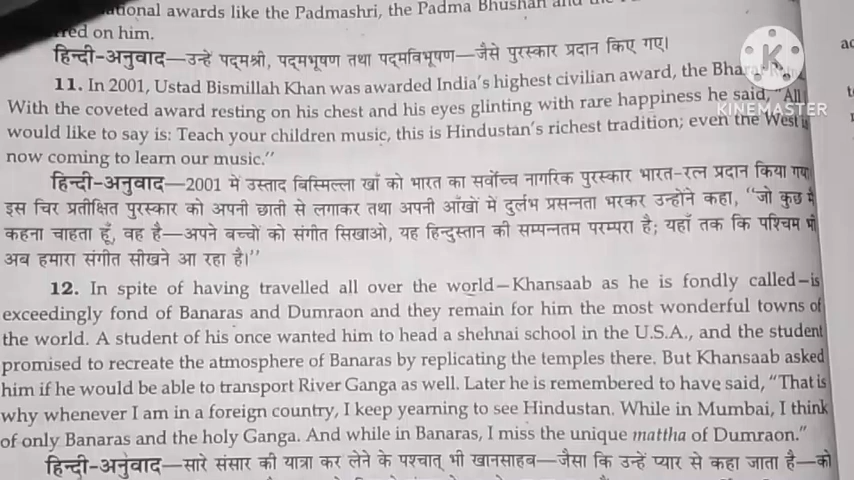 ional awards like the Padmashri, the Padma Bhushan and the
red on him.
हिन्दी-अनुवाद—उन्हें पद्मश्री, पद्मभूषण तथा पद्मविभूषण—जैसे पुरस्कार प्रदान किए गए।
11. In 2001, Ustad Bismillah Khan was awarded India's highest civilian award, the Bharat
With the coveted award resting on his chest and his eyes glinting with rare happiness he said, "All
would like to say is: Teach your children music, this is Hindustan's richest tradition; even the West is
now coming to learn our music."
हिन्दी-अनुवाद—2001 में उस्ताद बिस्मिल्ला खाँ को भारत का सर्वोच्च नागरिक पुरस्कार भारत-रत्न प्रदान किया गया
इस चिर प्रतीक्षित पुरस्कार को अपनी छाती से लगाकर तथा अपनी आँखों में दुर्लभ प्रसन्नता भरकर उन्होंने कहा, "जो कुछ मैं
कहना चाहता हूँ, वह है—अपने बच्चों को संगीत सिखाओ, यह हिन्दुस्तान की सम्पन्नतम परम्परा है; यहाँ तक कि पश्चिम भी
अब हमारा संगीत सीखने आ रहा है।"
12. In spite of having travelled all over the world—Khansaab as he is fondly called—is
exceedingly fond of Banaras and Dumraon and they remain for him the most wonderful towns of
the world. A student of his once wanted him to head a shehnai school in the U.S.A., and the student
promised to recreate the atmosphere of Banaras by replicating the temples there. But Khansaab asked
him if he would be able to transport River Ganga as well. Later he is remembered to have said, "That is
why whenever I am in a foreign country, I keep yearning to see Hindustan. While in Mumbai, I think
of only Banaras and the holy Ganga. And while in Banaras, I miss the unique mattha of Dumraon."
हिन्दी-अनुवाद—सारे संसार की यात्रा कर लेने के पश्चात् भी खानसाहब—जैसा कि उन्हें प्यार से कहा जाता है—को
KINEMASTER